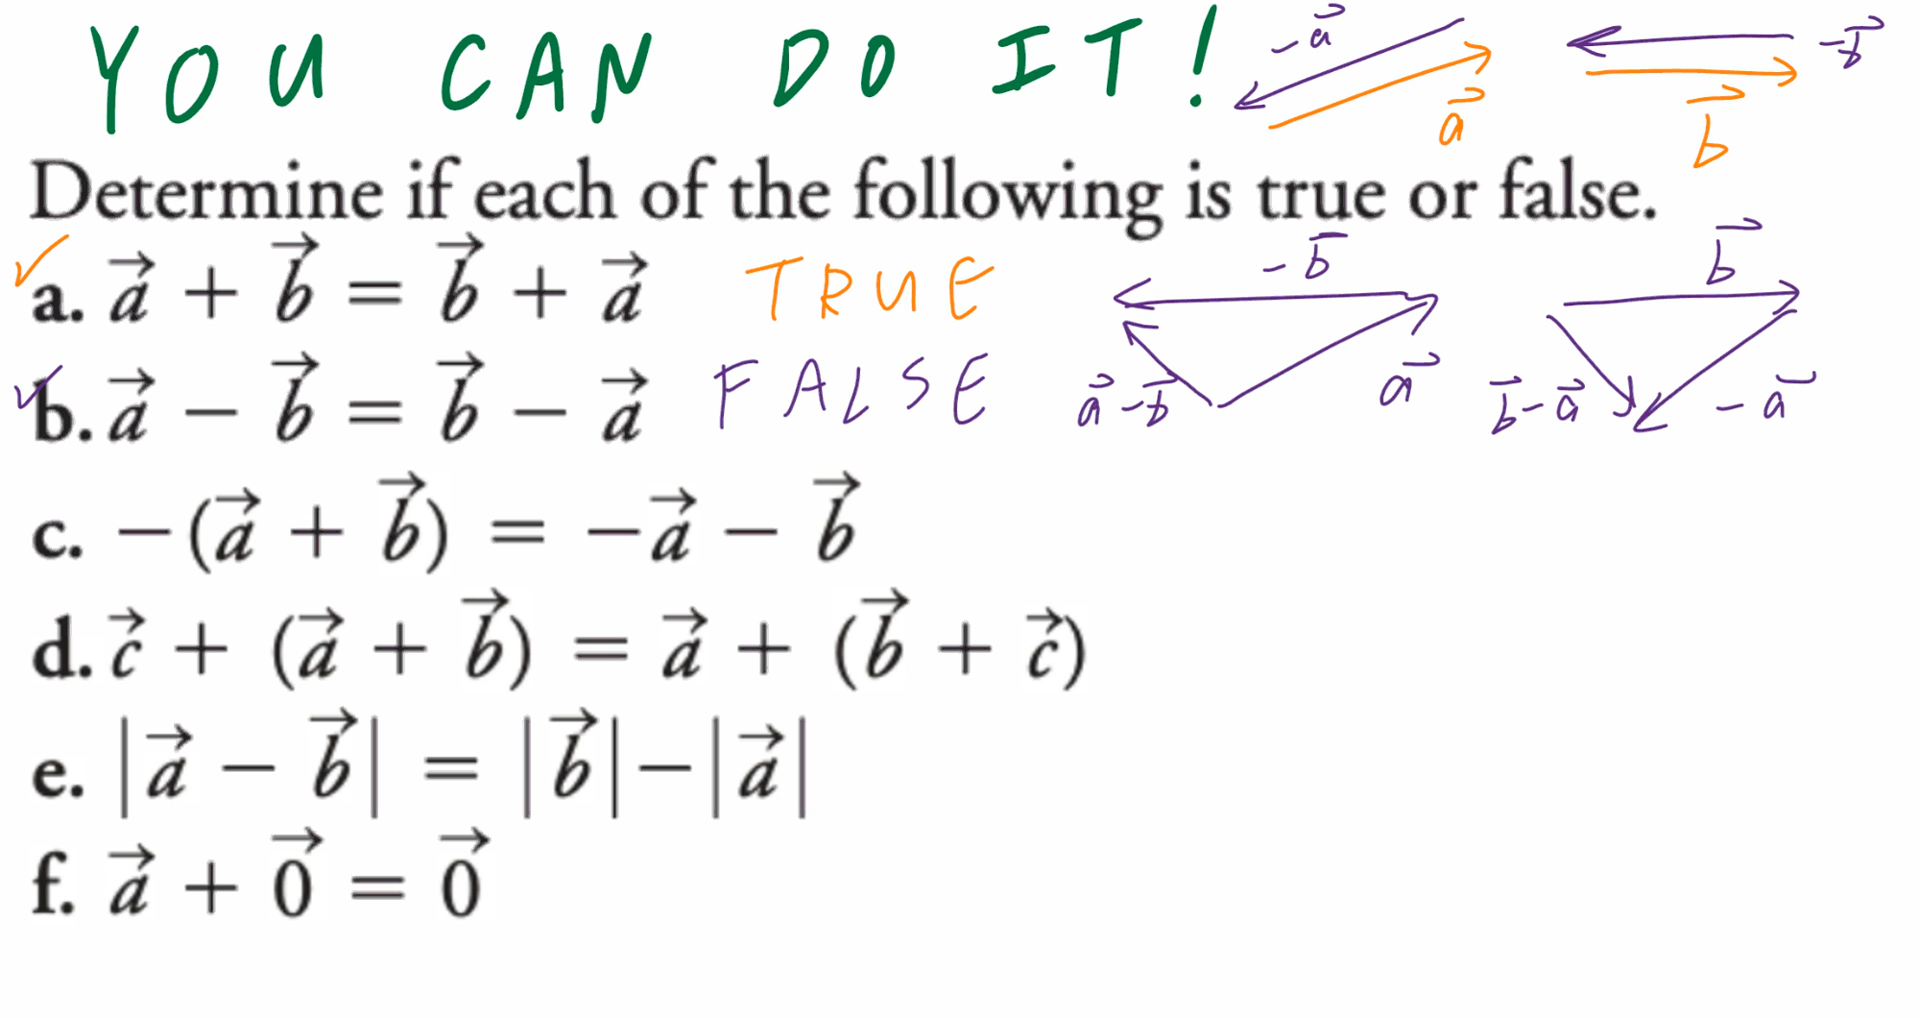 YOU CAN DO IT! -a⃗ a⃗ -b⃗ b⃗
Determine if each of the following is true or false.
✓ a. a⃗ + b⃗ = b⃗ + a⃗ TRUE -b⃗ a⃗ a⃗-b⃗ b⃗ -a⃗ b⃗-a⃗
✓ b. a⃗ − b⃗ = b⃗ − a⃗ FALSE
c. −(a⃗ + b⃗) = −a⃗ − b⃗
d. c⃗ + (a⃗ + b⃗) = a⃗ + (b⃗ + c⃗)
e. |a⃗ − b⃗| = |b⃗|−|a⃗|
f. a⃗ + 0⃗ = 0⃗